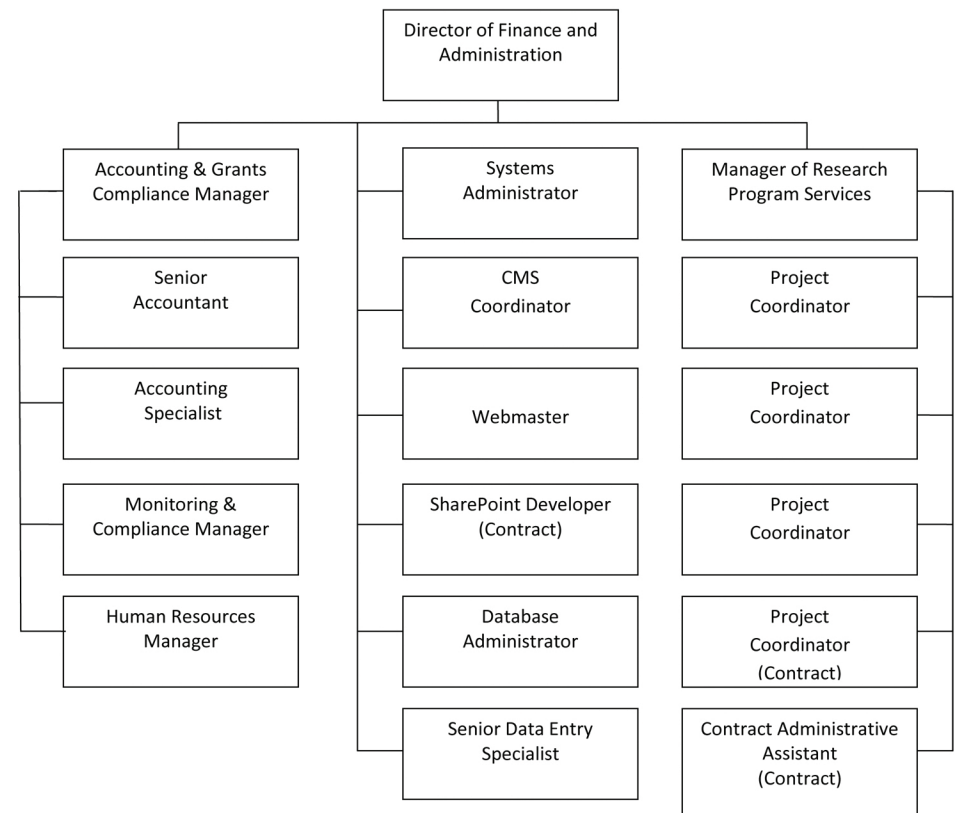 Director of Finance and
Administration
Accounting & Grants
Compliance Manager
Senior
Accountant
Accounting
Specialist
Monitoring &
Compliance Manager
Human Resources
Manager
Systems
Administrator
CMS
Coordinator
Webmaster
SharePoint Developer
(Contract)
Database
Administrator
Senior Data Entry
Specialist
Manager of Research
Program Services
Project
Coordinator
Project
Coordinator
Project
Coordinator
Project
Coordinator
(Contract)
Contract Administrative
Assistant
(Contract)